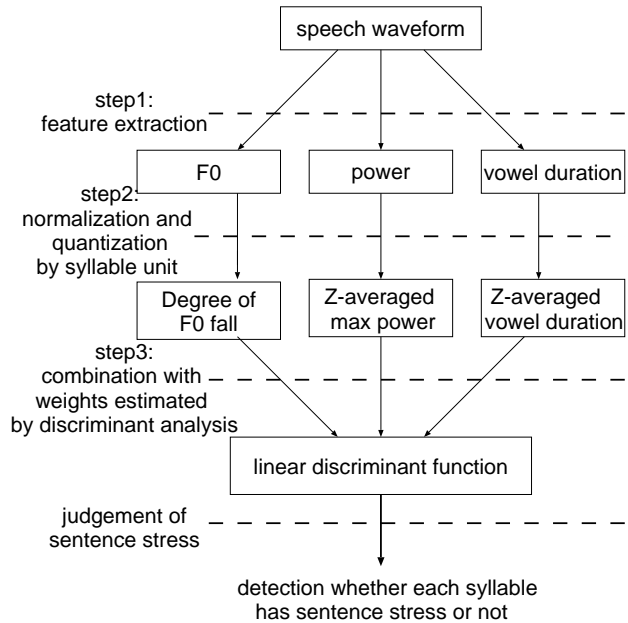 speech waveform
step1:
feature extraction
F0
power
vowel duration
step2:
normalization and
quantization
by syllable unit
Degree of
F0 fall
Z-averaged
max power
Z-averaged
vowel duration
step3:
combination with
weights estimated
by discriminant analysis
linear discriminant function
judgement of
sentence stress
detection whether each syllable
has sentence stress or not